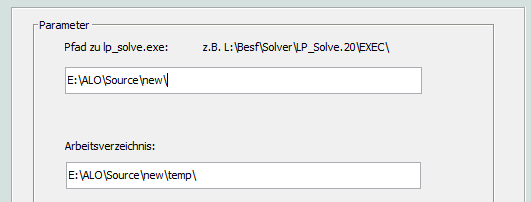 Parameter
Pfad zu lp_solve.exe: z.B. L:\Besf\Solver\LP_Solve.20\EXEC\
E:\ALO\Source\new\
Arbeitsverzeichnis:
E:\ALO\Source\new\temp\